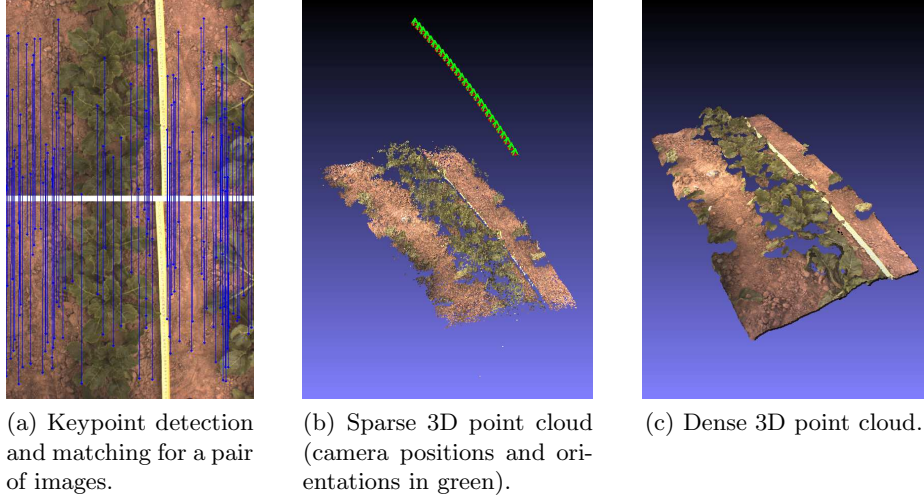 (a) Keypoint detection
and matching for a pair
of images.
(b) Sparse 3D point cloud
(camera positions and ori-
entations in green).
(c) Dense 3D point cloud.